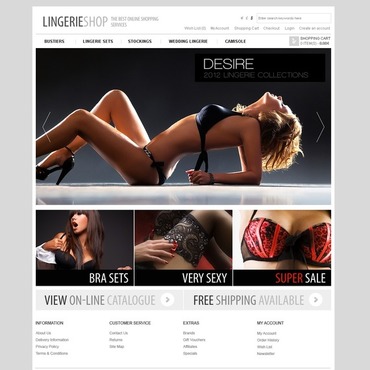 LINGERIESHOP THE BEST ONLINE SHOPPING SERVICES
Enter search keywords here
Wish List (0) My Account Shopping Cart Checkout Login Create an account
BUSTIERS LINGERIE SETS STOCKINGS WEDDING LINGERIE CAMISOLE
SHOPPING CART
DESIRE
2012 LINGERIE COLLECTIONS
BRA SETS
VERY SEXY
SUPER SALE
VIEW ON-LINE CATALOGUE
FREE SHIPPING AVAILABLE
INFORMATION
About Us
Delivery Information
Privacy Policy
Terms & Conditions
CUSTOMER SERVICE
Contact Us
Returns
Site Map
EXTRAS
Brands
Gift Vouchers
Affiliates
Specials
MY ACCOUNT
My Account
Order History
Wish List
Newsletter